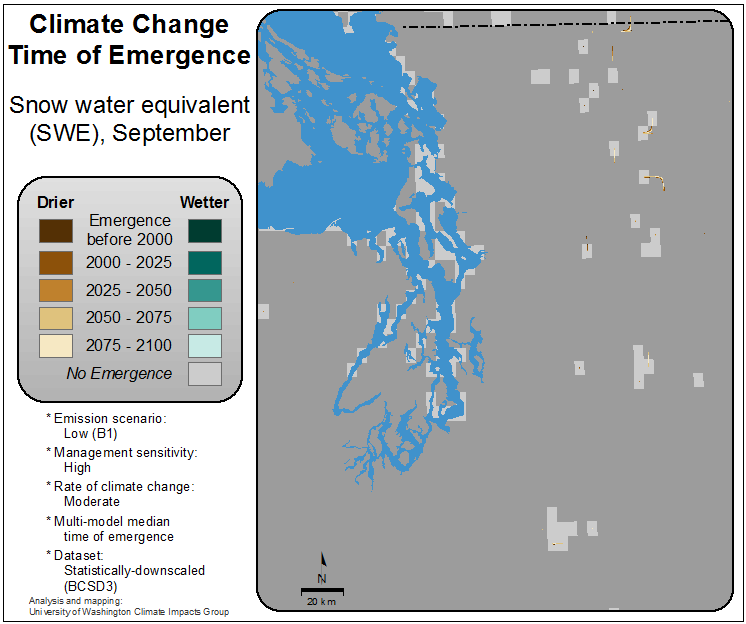 Climate Change
Time of Emergence
Snow water equivalent
(SWE), September
Drier Wetter
Emergence
before 2000
2000 - 2025
2025 - 2050
2050 - 2075
2075 - 2100
No Emergence
* Emission scenario:
Low (B1)
* Management sensitivity:
High
* Rate of climate change:
Moderate
* Multi-model median
time of emergence
* Dataset:
Statistically-downscaled
(BCSD3)
Analysis and mapping:
University of Washington Climate Impacts Group
N
20 km